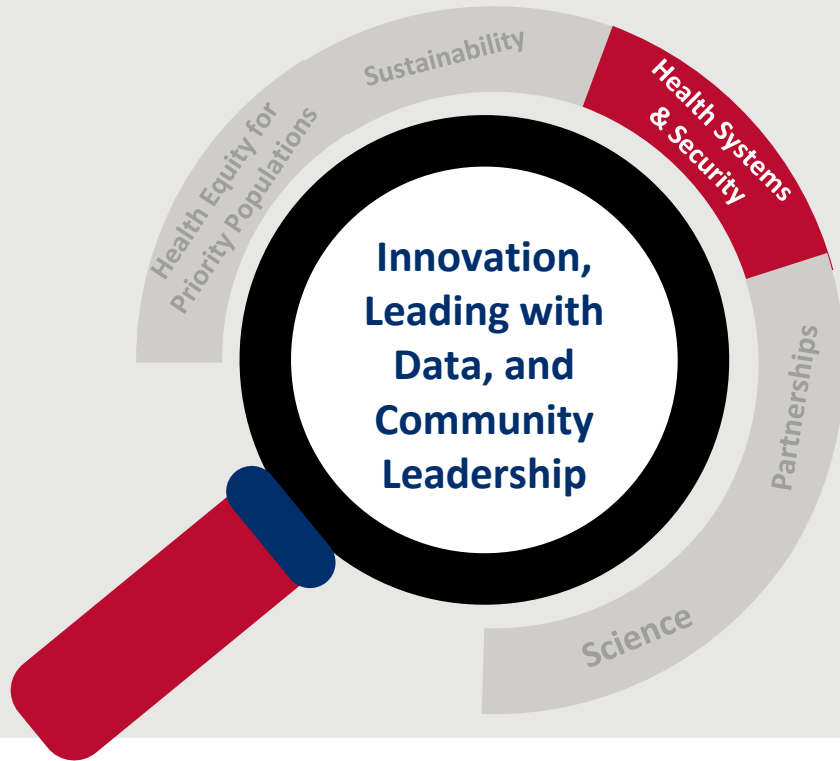 Health Equity for
Priority Populations
Sustainability
Health Systems
& Security
Partnerships
Science
Innovation,
Leading with
Data, and
Community
Leadership